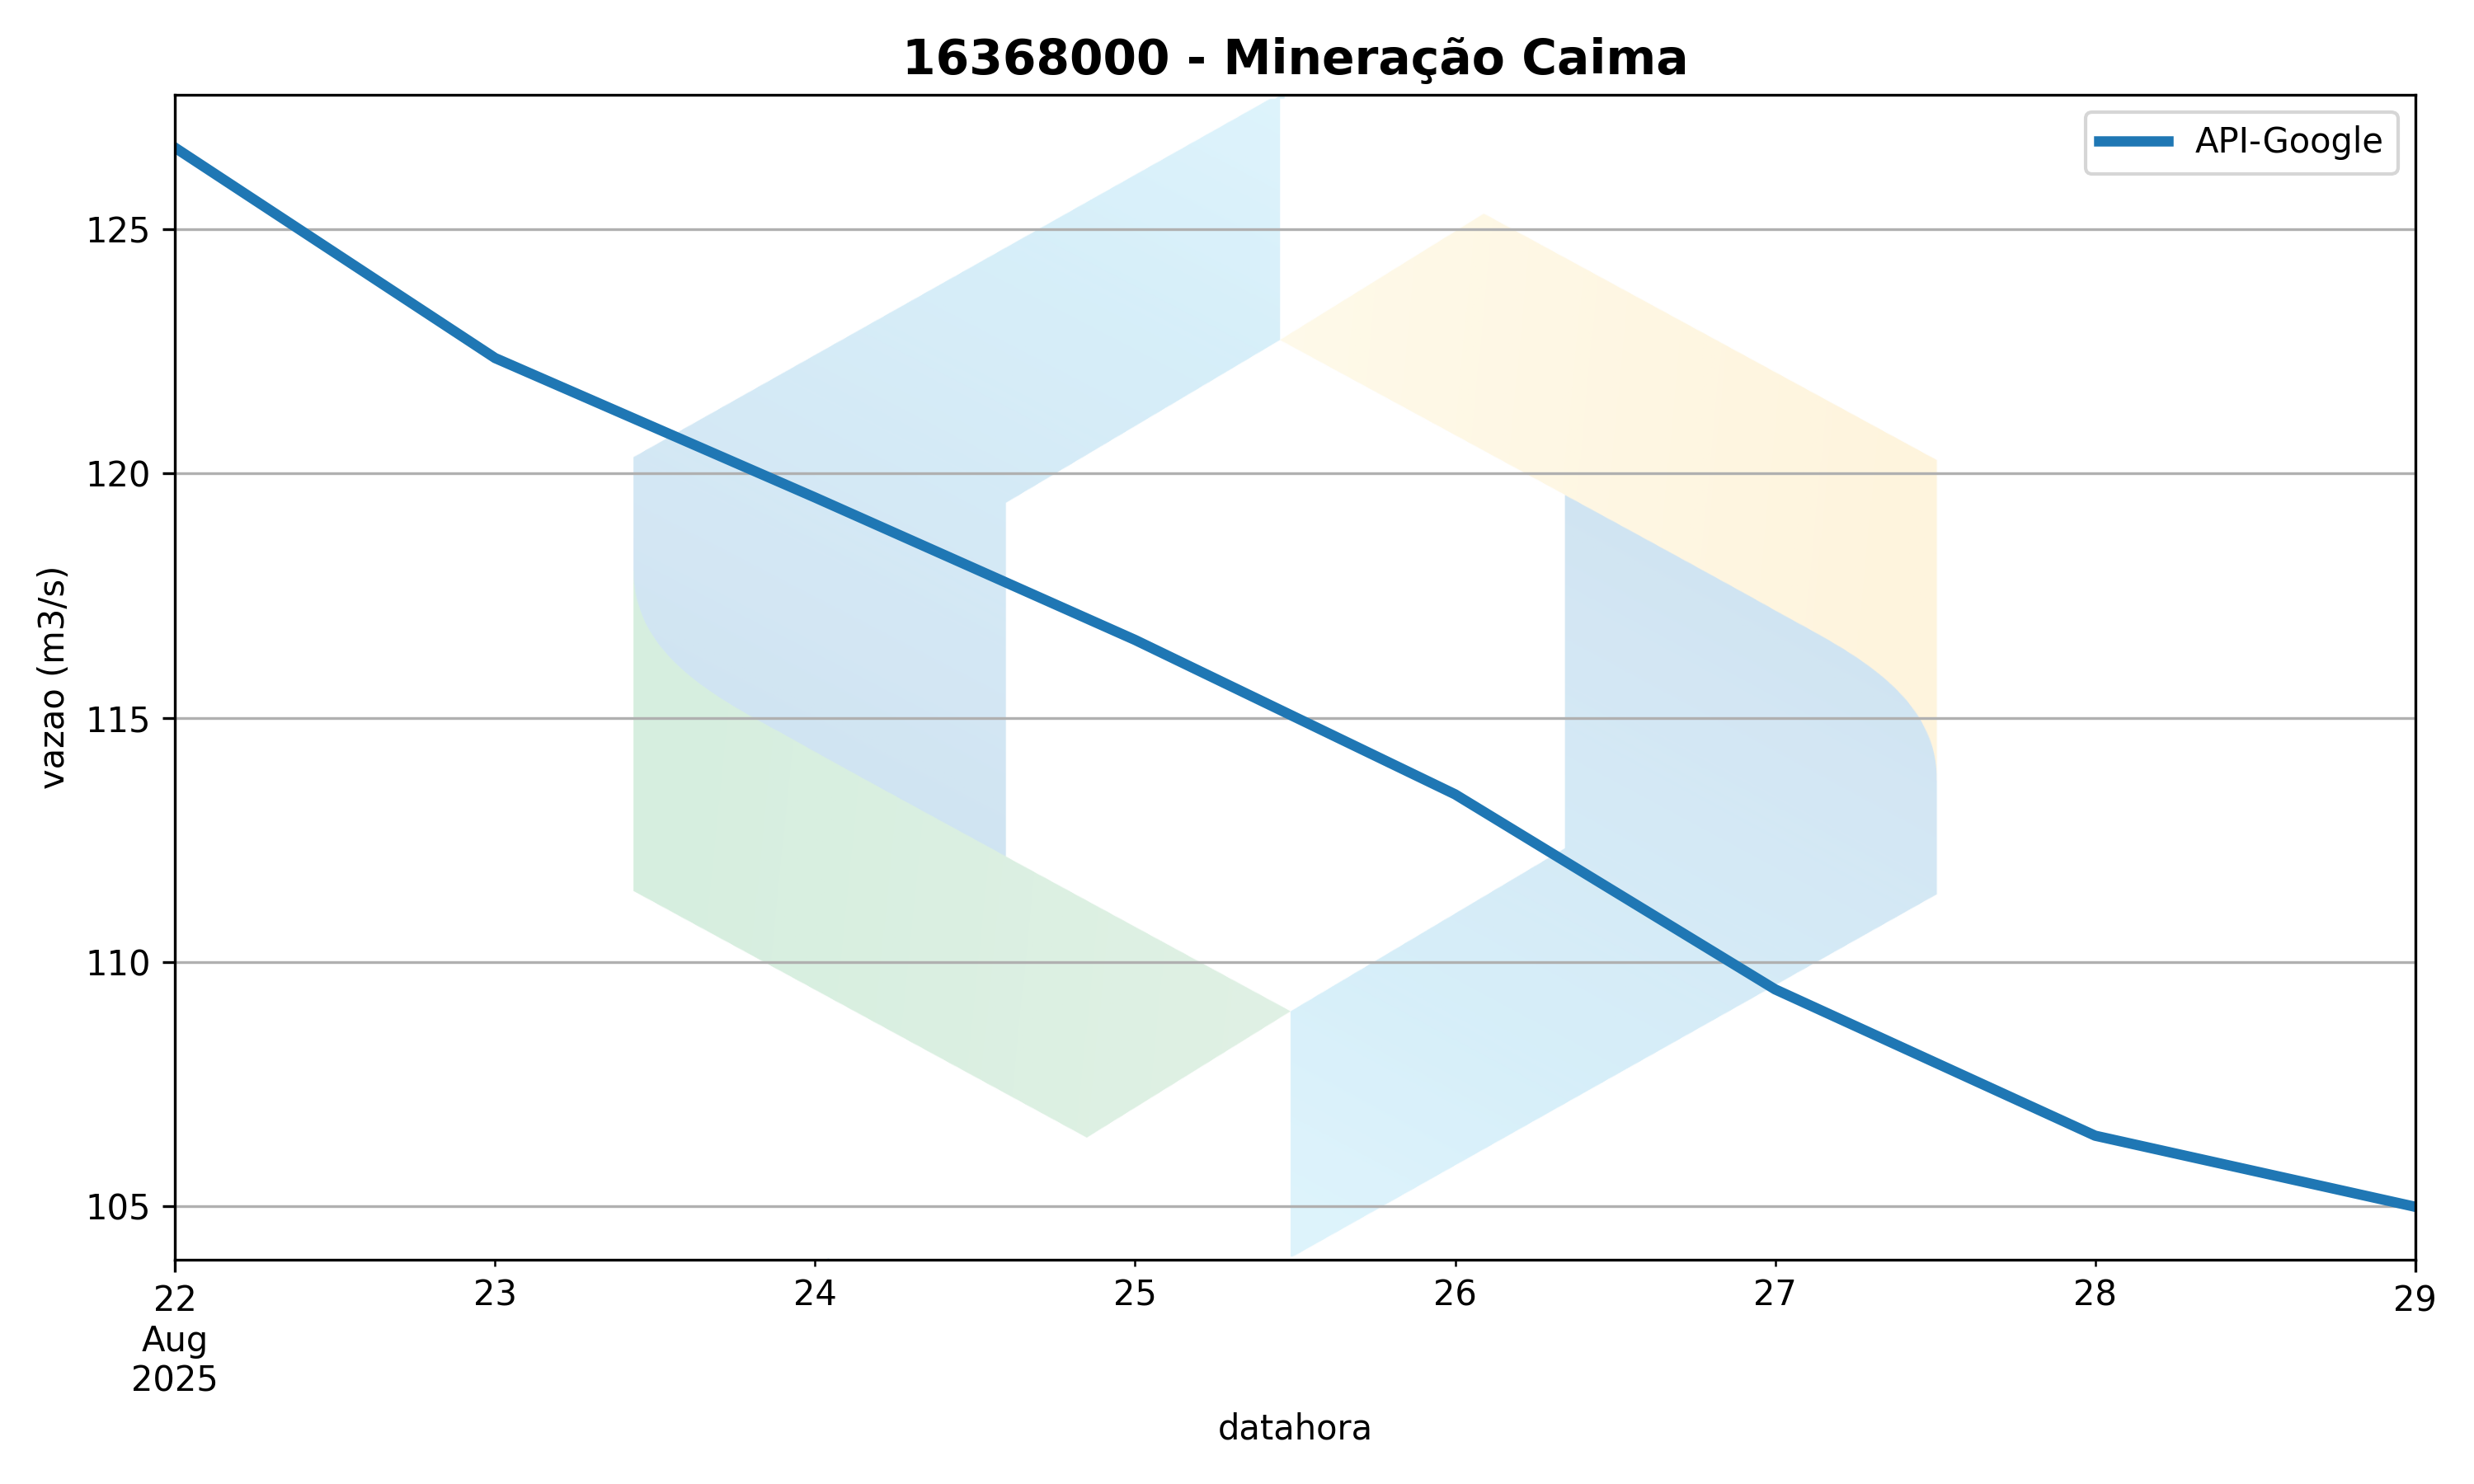 16368000 - Mineração Caima
API-Google
125
120
115
110
105
vazao (m3/s)
22 23 24 25 26 27 28 29
Aug
2025
datahora